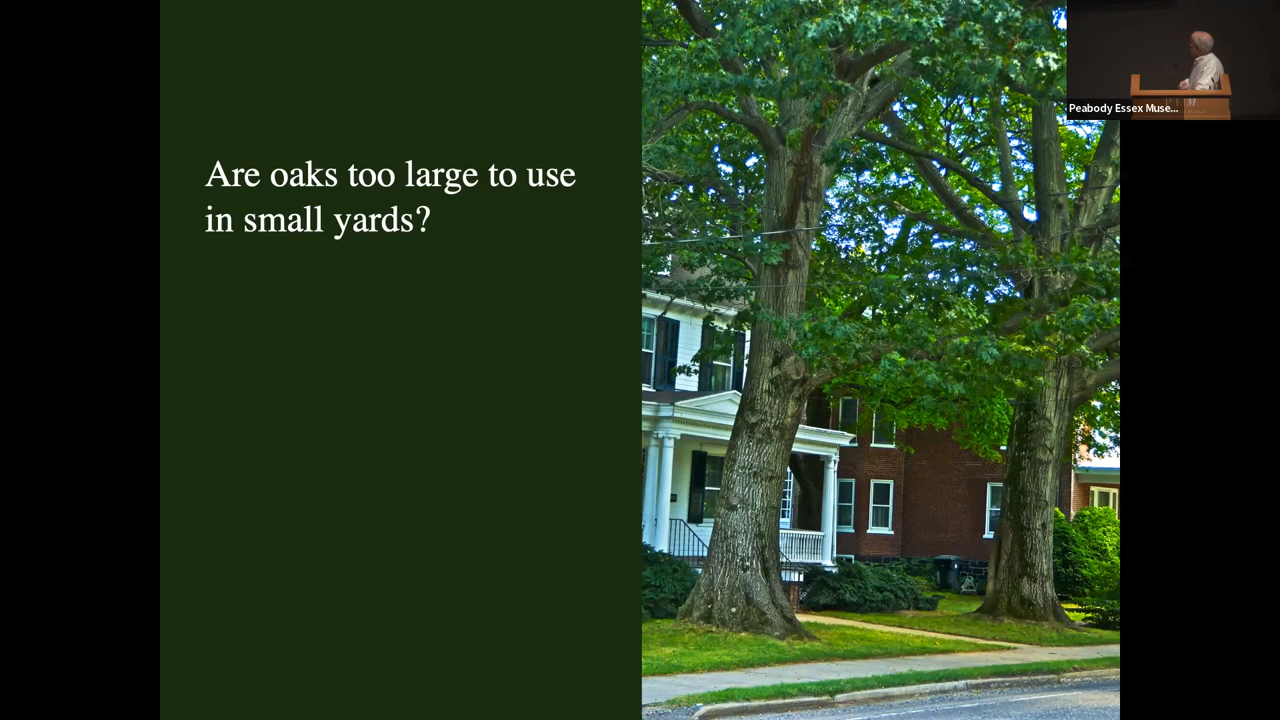 Are oaks too large to use
in small yards?
Peabody Essex Muse...